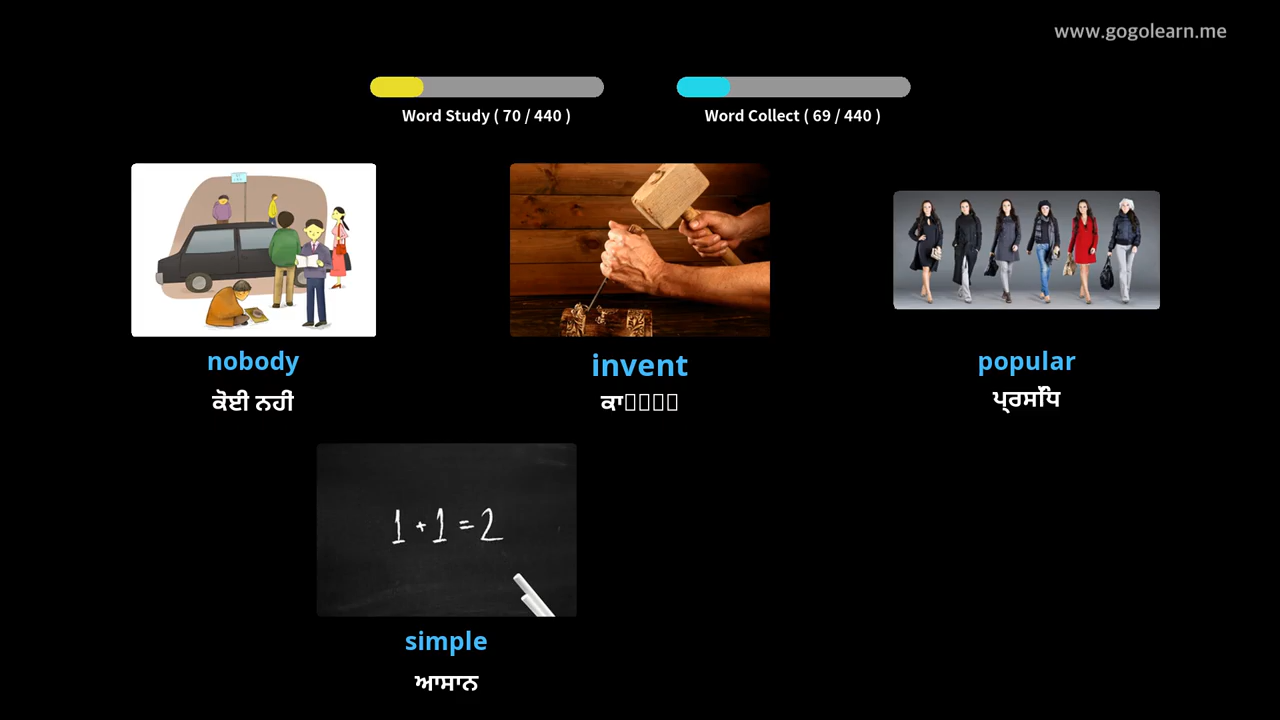 www.gogolearn.me
Word Study ( 70 / 440 )
Word Collect ( 69 / 440 )
nobody
invent
popular
ਕੋਈ ਨਹੀਂ
ਪ੍ਰਸਿੱਧ
1 + 1 = 2
simple
ਆਸਾਨ